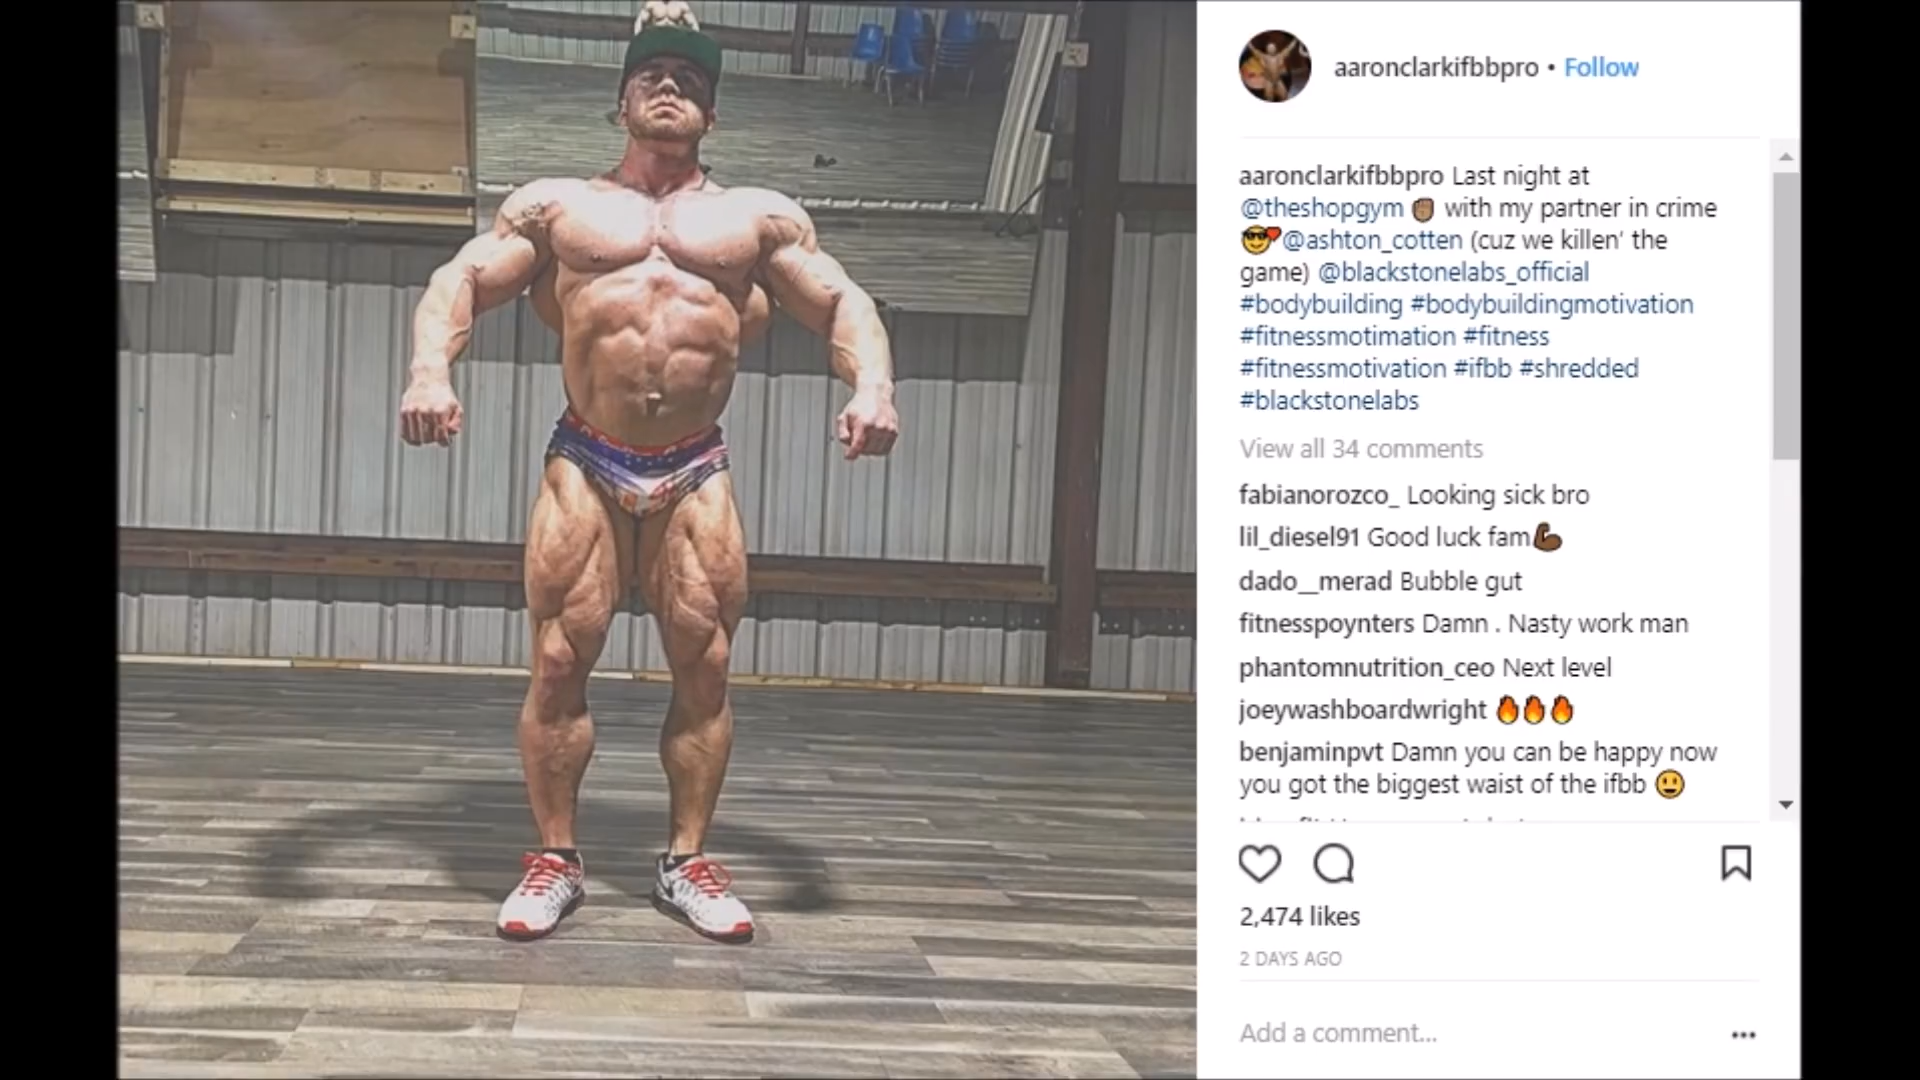 aaronclarkifbbpro • Follow
aaronclarkifbbpro Last night at
@theshopgym ✊🏾 with my partner in crime
😎❤️@ashton_cotten (cuz we killen' the
game) @blackstonelabs_official
#bodybuilding #bodybuildingmotivation
#fitnessmotimation #fitness
#fitnessmotivation #ifbb #shredded
#blackstonelabs
View all 34 comments
fabianorozco_ Looking sick bro
lil_diesel91 Good luck fam💪🏿
dado__merad Bubble gut
fitnesspoynters Damn . Nasty work man
phantomnutrition_ceo Next level
joeywashboardwright 🔥🔥🔥
benjaminpvt Damn you can be happy now
you got the biggest waist of the ifbb 🙂
2,474 likes
2 DAYS AGO
Add a comment...